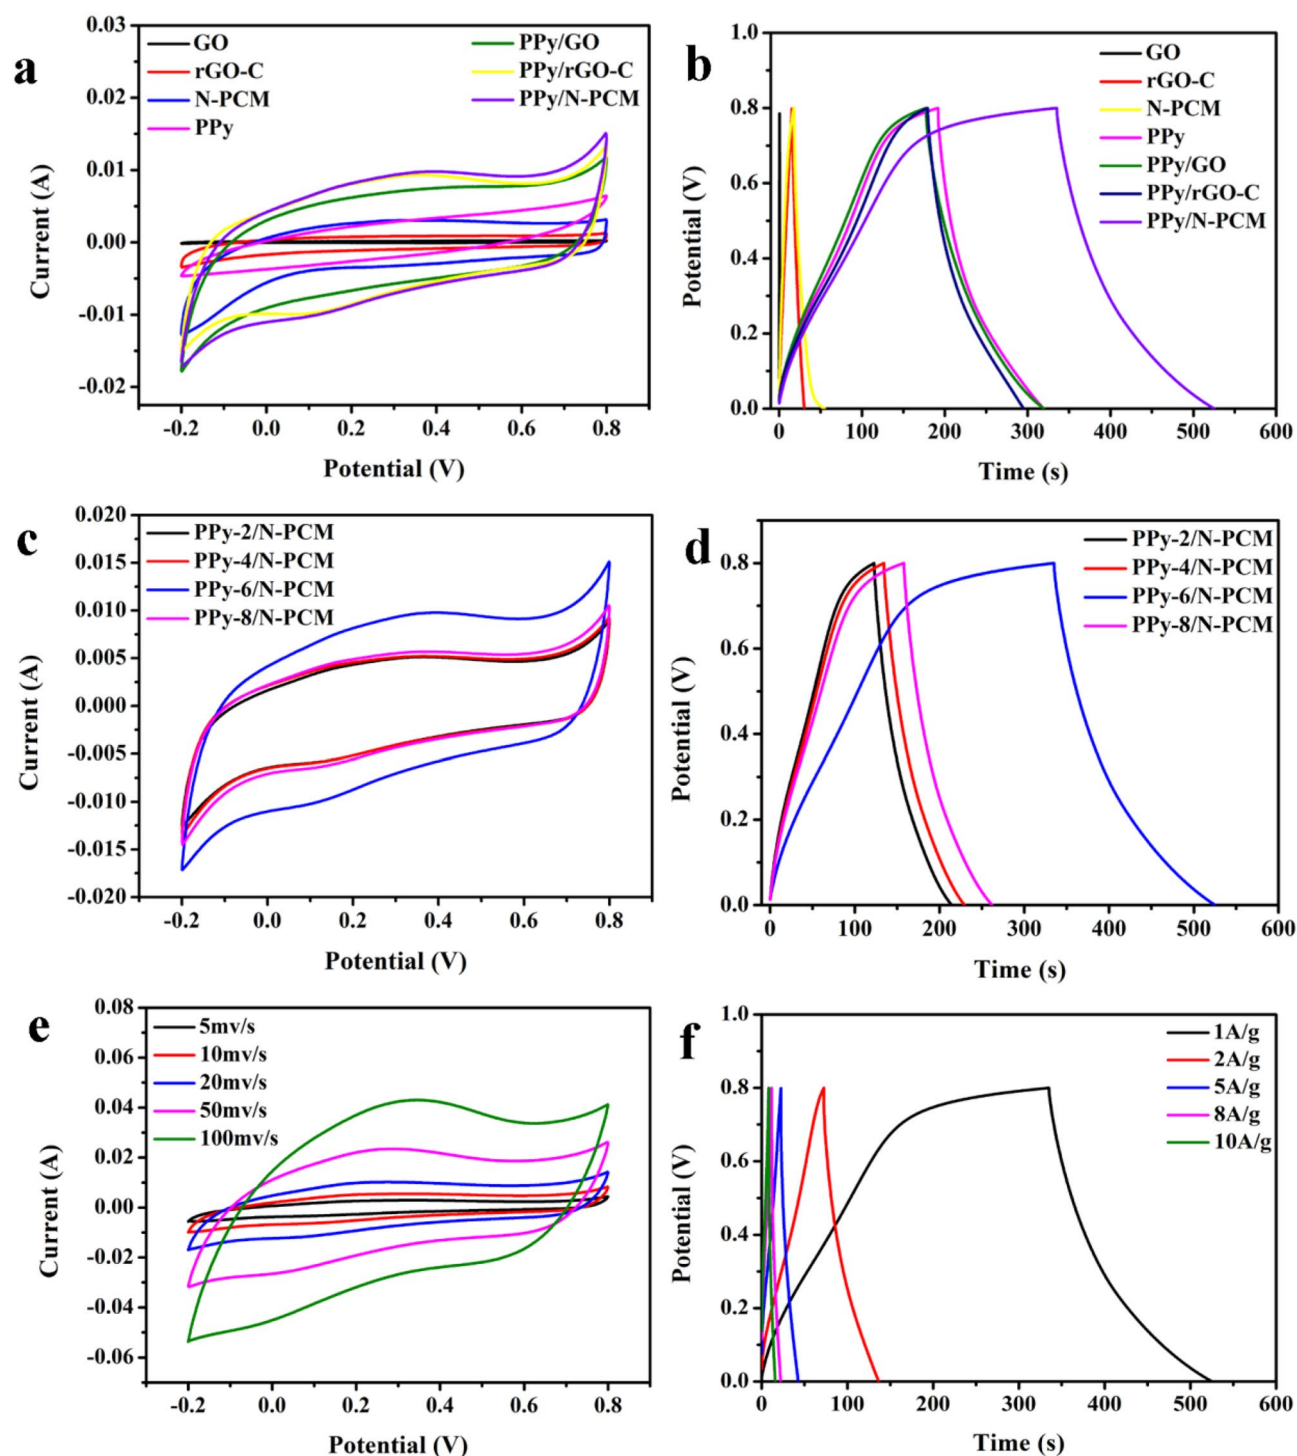 a
0.03
0.02
0.01
0.00
-0.01
-0.02
Current (A)
GO
rGO-C
N-PCM
PPy
PPy/GO
PPy/rGO-C
PPy/N-PCM
-0.2 0.0 0.2 0.4 0.6 0.8
Potential (V)
b
1.0
0.8
0.6
0.4
0.2
0.0
Potential (V)
GO
rGO-C
N-PCM
PPy
PPy/GO
PPy/rGO-C
PPy/N-PCM
0 100 200 300 400 500 600
Time (s)
c
0.020
0.015
0.010
0.005
0.000
-0.005
-0.010
-0.015
-0.020
Current (A)
PPy-2/N-PCM
PPy-4/N-PCM
PPy-6/N-PCM
PPy-8/N-PCM
-0.2 0.0 0.2 0.4 0.6 0.8
Potential (V)
d
0.8
0.6
0.4
0.2
0.0
Potential (V)
PPy-2/N-PCM
PPy-4/N-PCM
PPy-6/N-PCM
PPy-8/N-PCM
0 100 200 300 400 500 600
Time (s)
e
0.08
0.06
0.04
0.02
0.00
-0.02
-0.04
-0.06
Current (A)
5mv/s
10mv/s
20mv/s
50mv/s
100mv/s
-0.2 0.0 0.2 0.4 0.6 0.8
Potential (V)
f
1.0
0.8
0.6
0.4
0.2
0.0
Potential (V)
1A/g
2A/g
5A/g
8A/g
10A/g
0 100 200 300 400 500 600
Time (s)